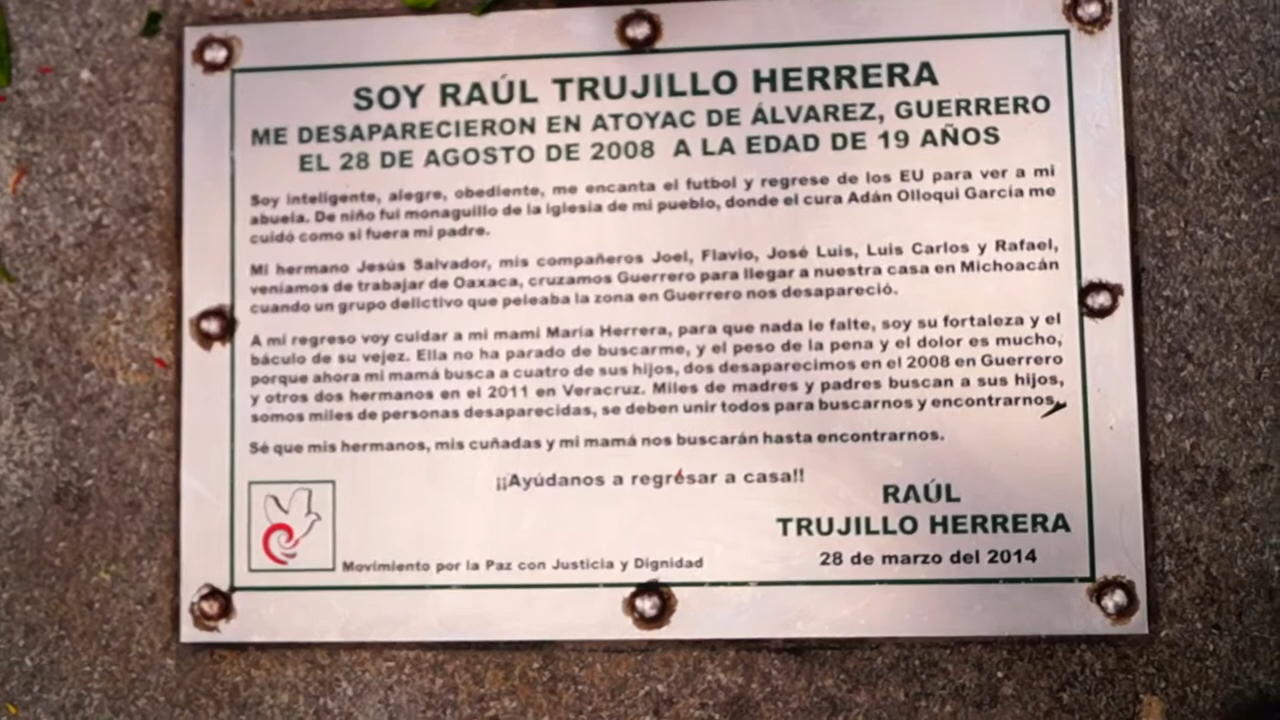 SOY RAÚL TRUJILLO HERRERA
ME DESAPARECIERON EN ATOYAC DE ÁLVAREZ, GUERRERO
EL 28 DE AGOSTO DE 2008 A LA EDAD DE 19 AÑOS
Soy inteligente, alegre, obediente, me encanta el futbol y regrese de los EU para ver a mi
abuela. De niño fui monaguillo de la iglesia de mi pueblo, donde el cura Adán Olloqui García me
cuidó como si fuera mi padre.
Mi hermano Jesús Salvador, mis compañeros Joel, Flavio, José Luis, Luis Carlos y Rafael,
veníamos de trabajar de Oaxaca, cruzamos Guerrero para llegar a nuestra casa en Michoacán
cuando un grupo delictivo que peleaba la zona en Guerrero nos desapareció.
A mi regreso voy cuidar a mi mami María Herrera, para que nada le falte, soy su fortaleza y el
báculo de su vejez. Ella no ha parado de buscarme, y el peso de la pena y el dolor es mucho,
porque ahora mi mamá busca a cuatro de sus hijos, dos desaparecimos en el 2008 en Guerrero
y otros dos hermanos en el 2011 en Veracruz. Miles de madres y padres buscan a sus hijos,
somos miles de personas desaparecidas, se deben unir todos para buscarnos y encontrarnos.
Sé que mis hermanos, mis cuñadas y mi mamá nos buscarán hasta encontrarnos.
¡¡Ayúdanos a regresar a casa!!
RAÚL
TRUJILLO HERRERA
28 de marzo del 2014
Movimiento por la Paz con Justicia y Dignidad